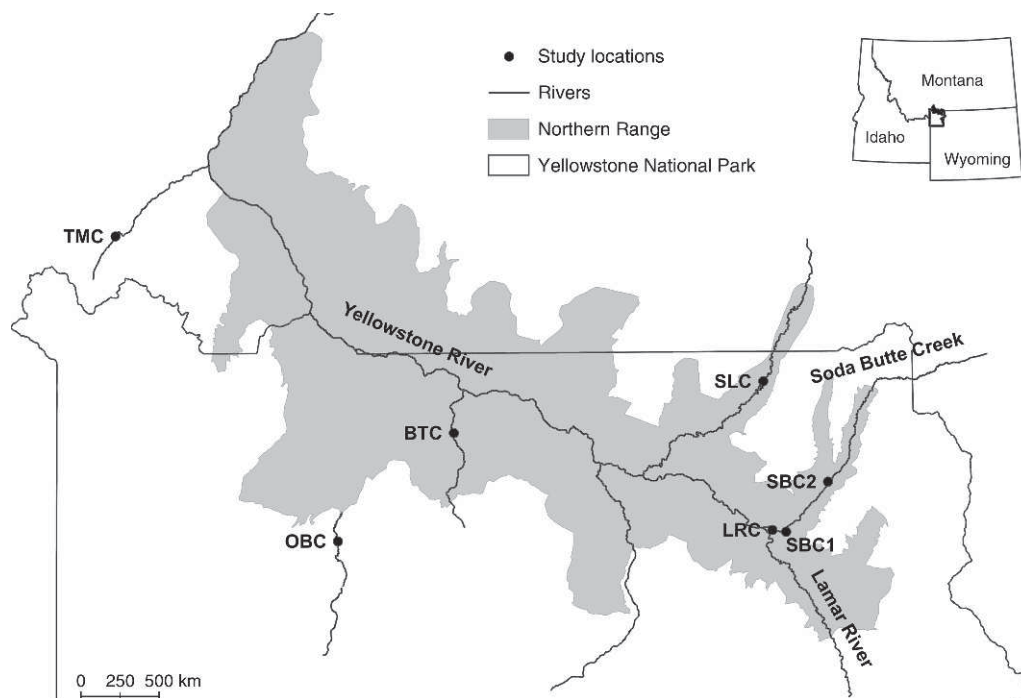 Study locations
Rivers
Northern Range
Yellowstone National Park
Montana
Idaho
Wyoming
TMC
Yellowstone River
Soda Butte Creek
SLC
BTC
SBC2
LRC
SBC1
OBC
Lamar River
0 250 500 km